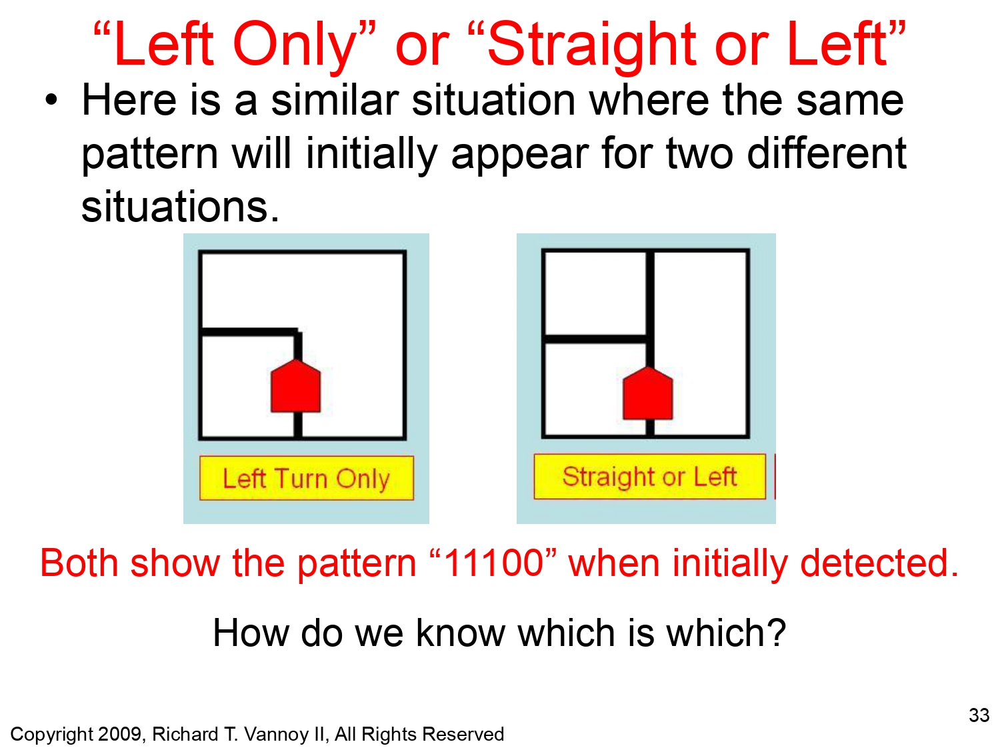 “Left Only” or “Straight or Left”
• Here is a similar situation where the same
pattern will initially appear for two different
situations.
Left Turn Only
Straight or Left
Both show the pattern “11100” when initially detected.
How do we know which is which?
33
Copyright 2009, Richard T. Vannoy II, All Rights Reserved